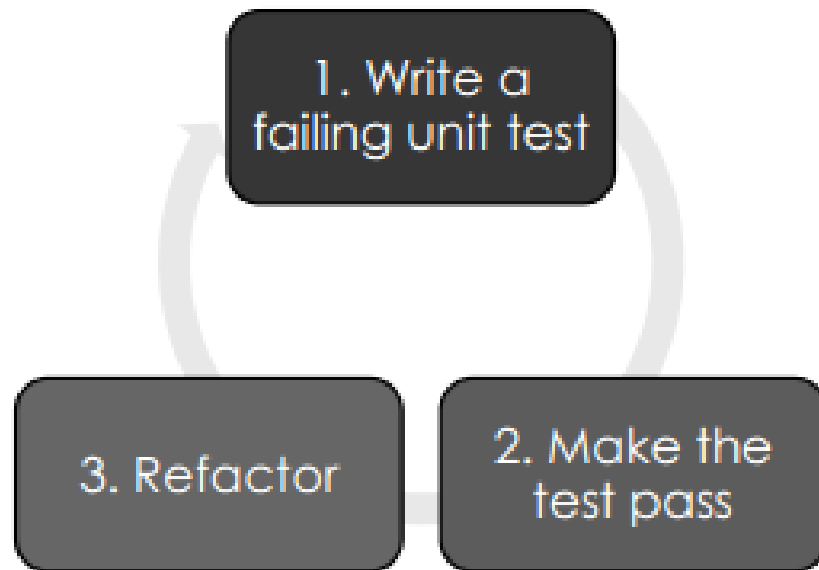 1. Write a
failing unit test
2. Make the
test pass
3. Refactor